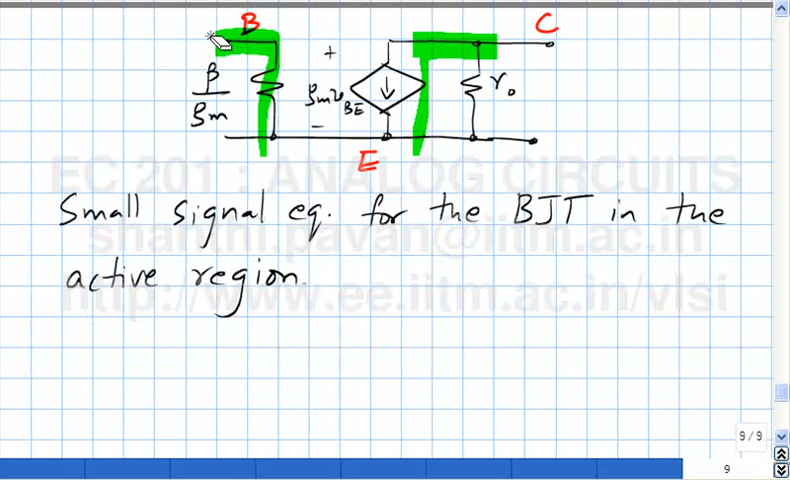 B
C
+
β
gm
gmvBE
−
ro
E
EC 201 : ANALOG CIRCUITS
Small signal eq. for the BJT in the
shanthi.pavan@iitm.ac.in
active region.
http://www.ee.iitm.ac.in/vlsi
9/9
9